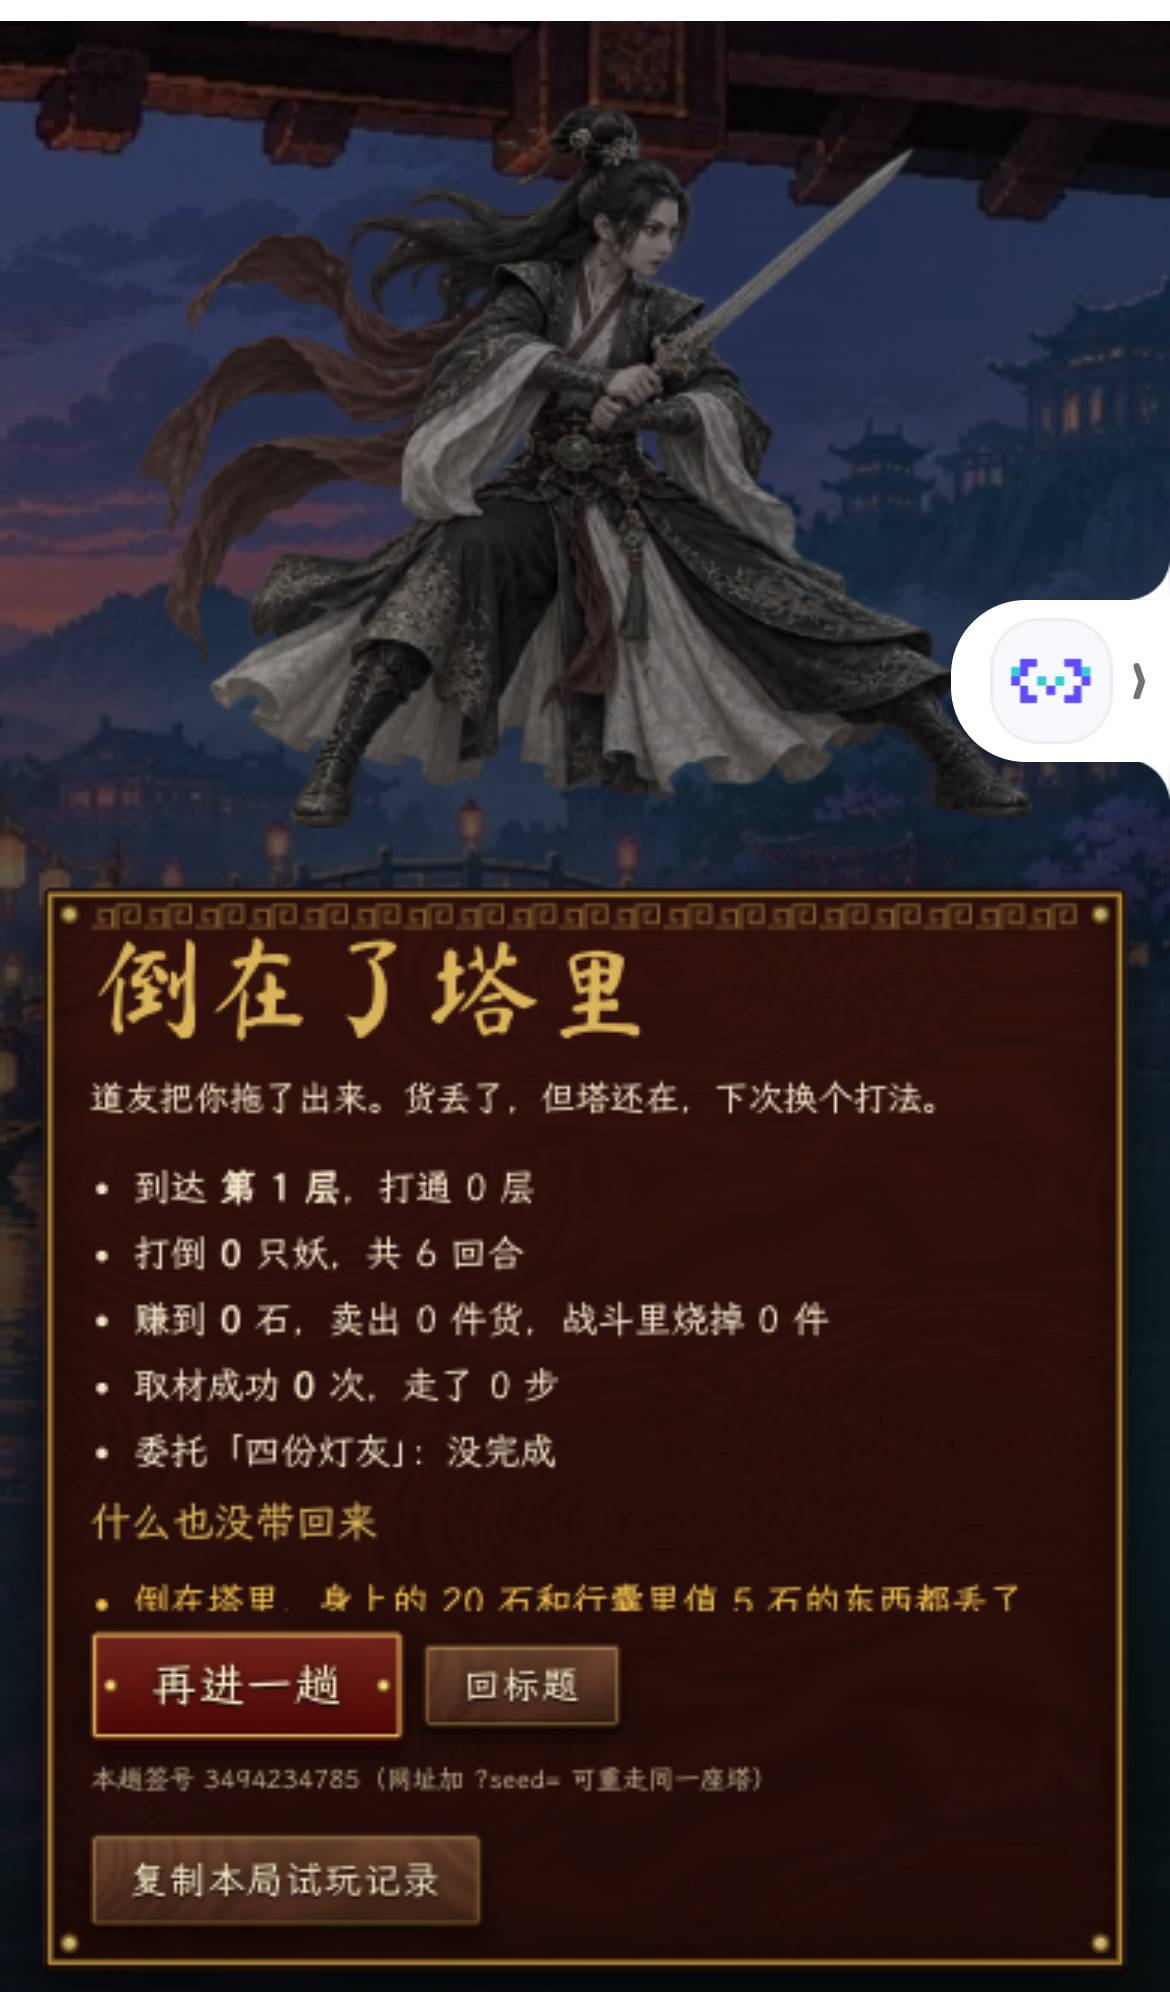 倒在了塔里
道友把你拖了出来。货丢了，但塔还在，下次换个打法。
• 到达 第 1 层，打通 0 层
• 打倒 0 只妖，共 6 回合
• 赚到 0 石，卖出 0 件货，战斗里烧掉 0 件
• 取材成功 0 次，走了 0 步
• 委托「四份灯灰」：没完成
什么也没带回来
• 倒在塔里，身上的 20 石和行囊里值 5 石的东西都丢了
再进一趟
回标题
本趟签号 3494234785（网址加 ?seed= 可重走同一座塔）
复制本局试玩记录